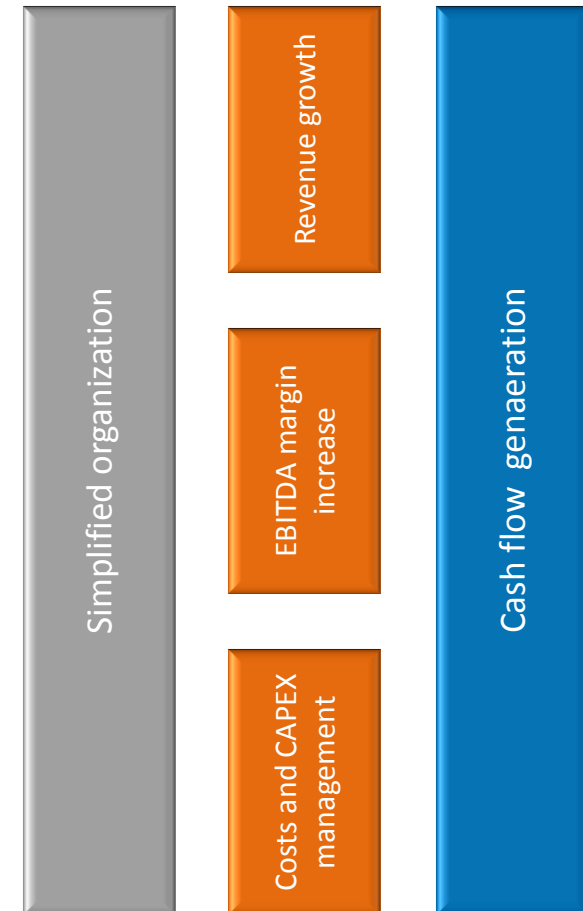 Simplified organization
Costs and CAPEX
management
EBITDA margin
increase
Revenue growth
Cash flow genaeration